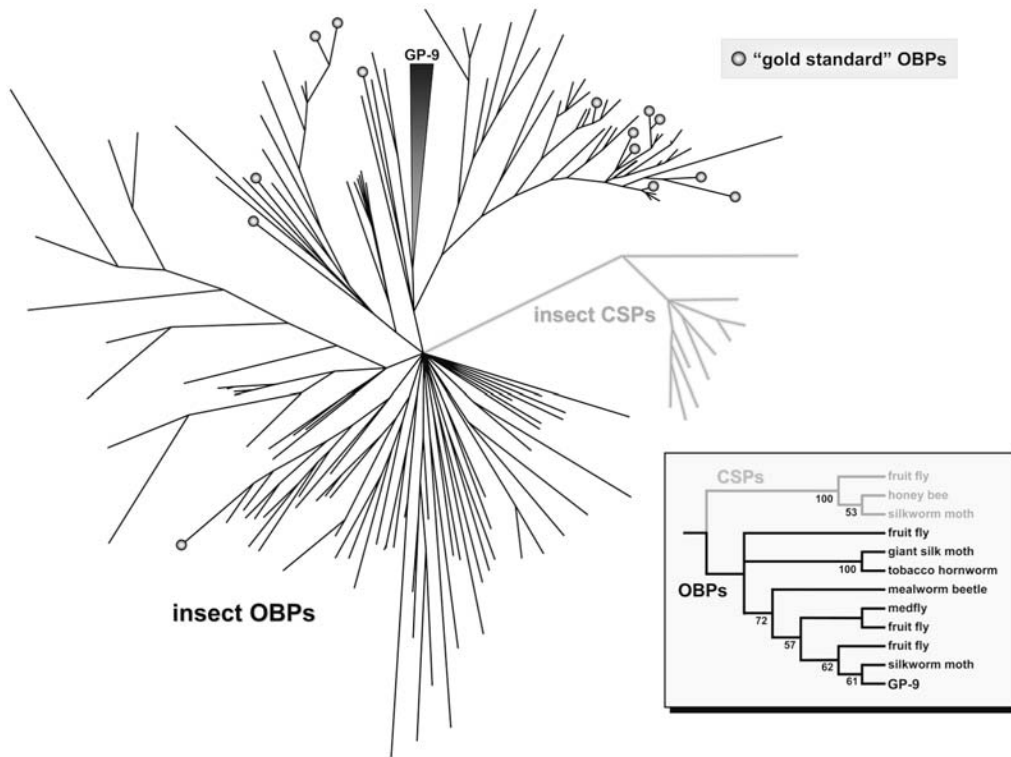 GP-9
“gold standard” OBPs
insect CSPs
insect OBPs
CSPs
fruit fly
100
honey bee
53
silkworm moth
fruit fly
giant silk moth
100
tobacco hornworm
OBPs
mealworm beetle
72
medfly
57
fruit fly
fruit fly
62
silkworm moth
61
GP-9